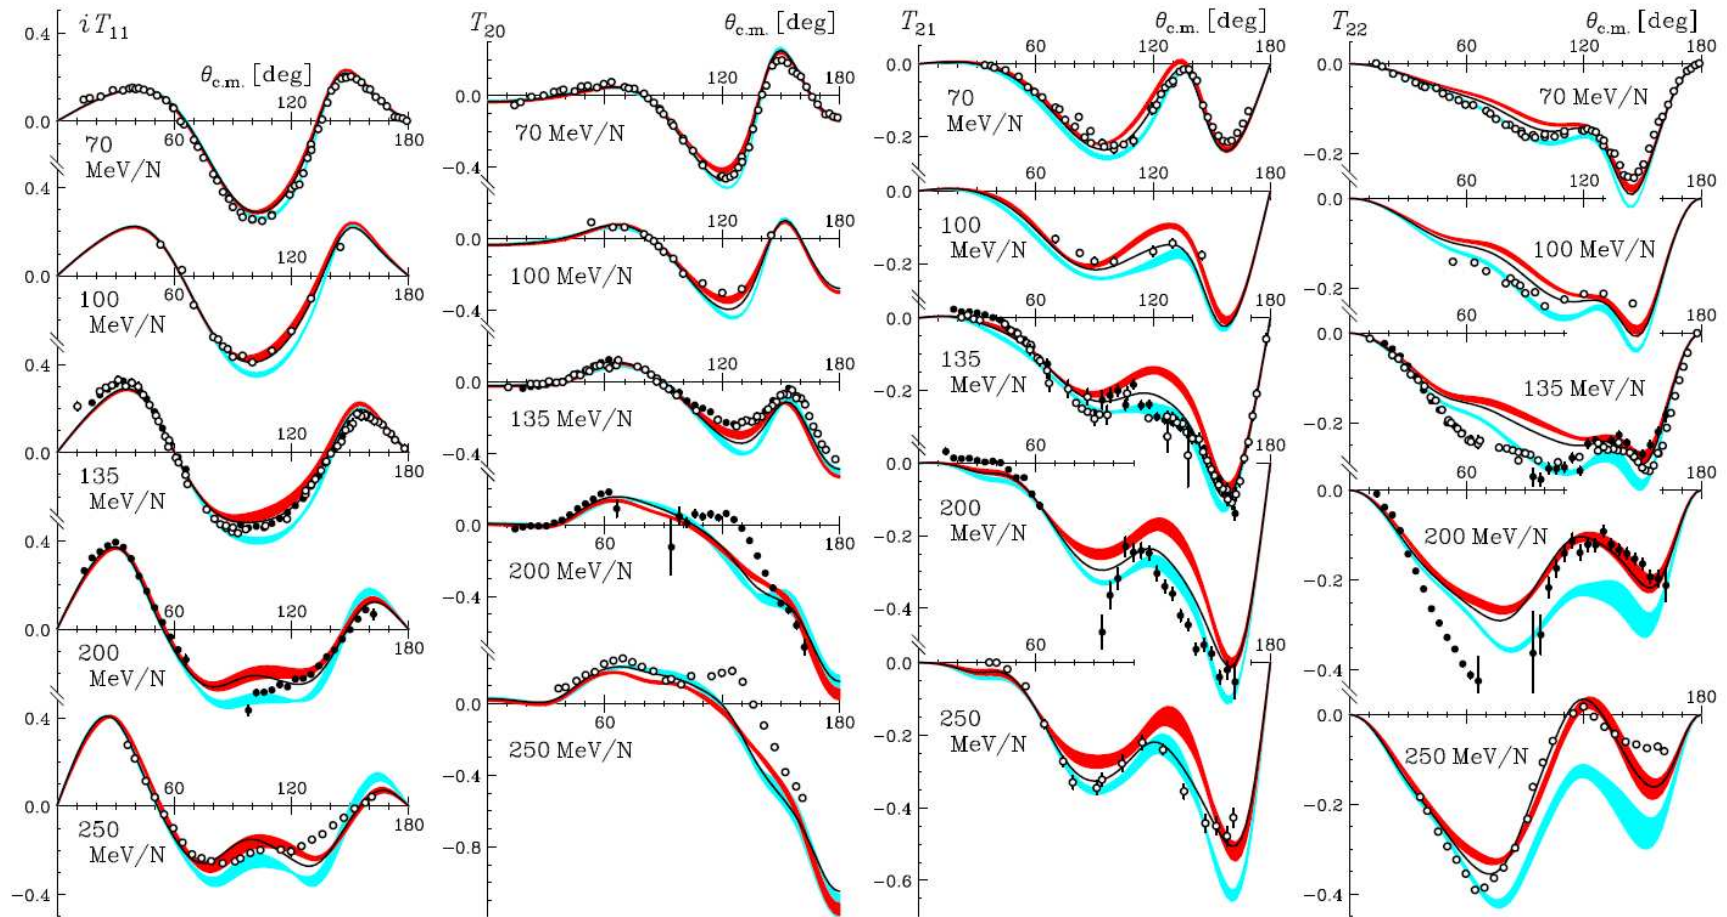 0.4 iT11
θc.m. [deg]
120
0.0
60 180
70
MeV/N
0.4
120
0.0
60 180
100
MeV/N
0.4
120
0.0
180
135
MeV/N
0.4
60 120
0.0
180
200
MeV/N
0.4
60 120
0.0
180
250
MeV/N
−0.4
T20 θc.m. [deg]
120 180
0.0
70 MeV/N
−0.4
120 180
0.0
100 MeV/N
−0.4
120 180
0.0
135 MeV/N
−0.4
0.0
60 180
200 MeV/N
−0.4
0.0
60 180
250 MeV/N
−0.4
−0.8
T21 θc.m. [deg]
60 120 180
0.0
70
MeV/N
−0.2
60 120 180
0.0
100
MeV/N
−0.2
60 120 180
0.0
135
MeV/N
−0.2
60 180
0.0
200
MeV/N
−0.2
−0.4
60 180
0.0
250
MeV/N
−0.2
−0.4
−0.6
T22 θc.m. [deg]
60 120 180
0.0
70 MeV/N
−0.2
60 120 180
0.0
100 MeV/N
−0.2
60 120 180
0.0
135 MeV/N
−0.2
60 180
0.0
200 MeV/N
−0.2
−0.4
180
0.0
250 MeV/N
−0.2
−0.4